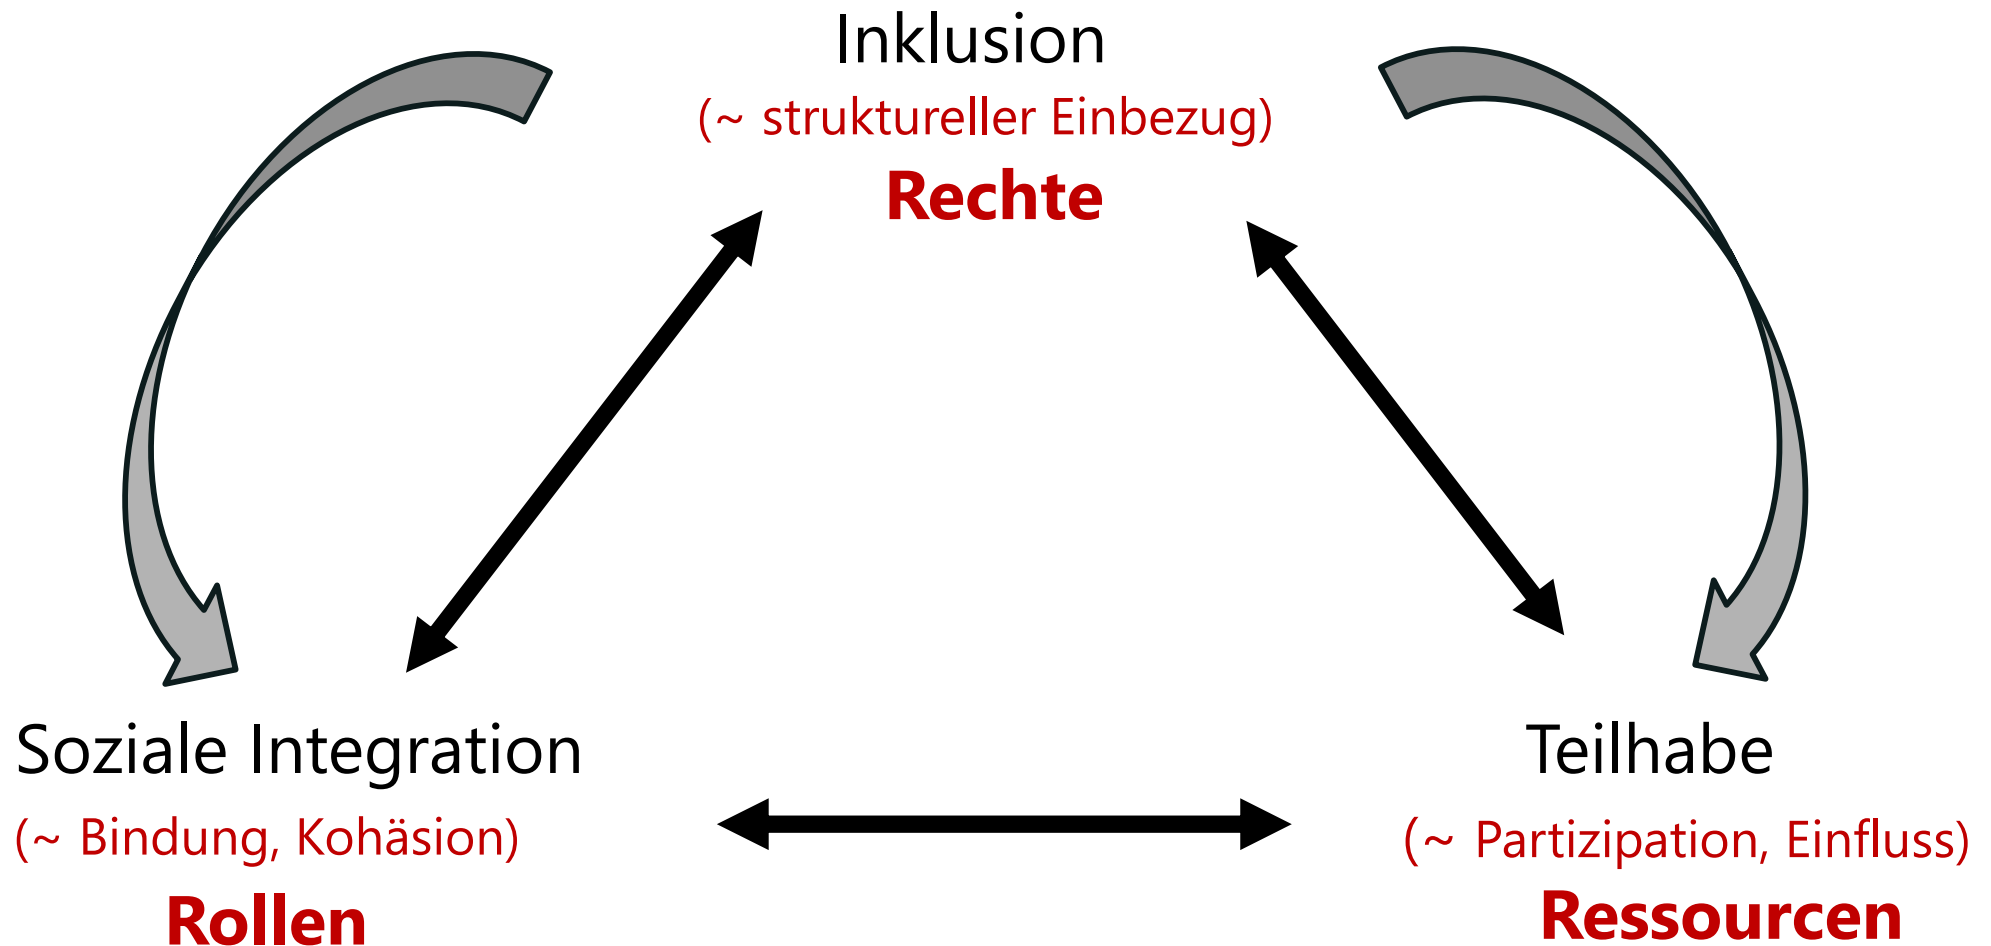 Inklusion
(~ struktureller Einbezug)
Rechte
Soziale Integration
(~ Bindung, Kohäsion)
Rollen
Teilhabe
(~ Partizipation, Einfluss)
Ressourcen